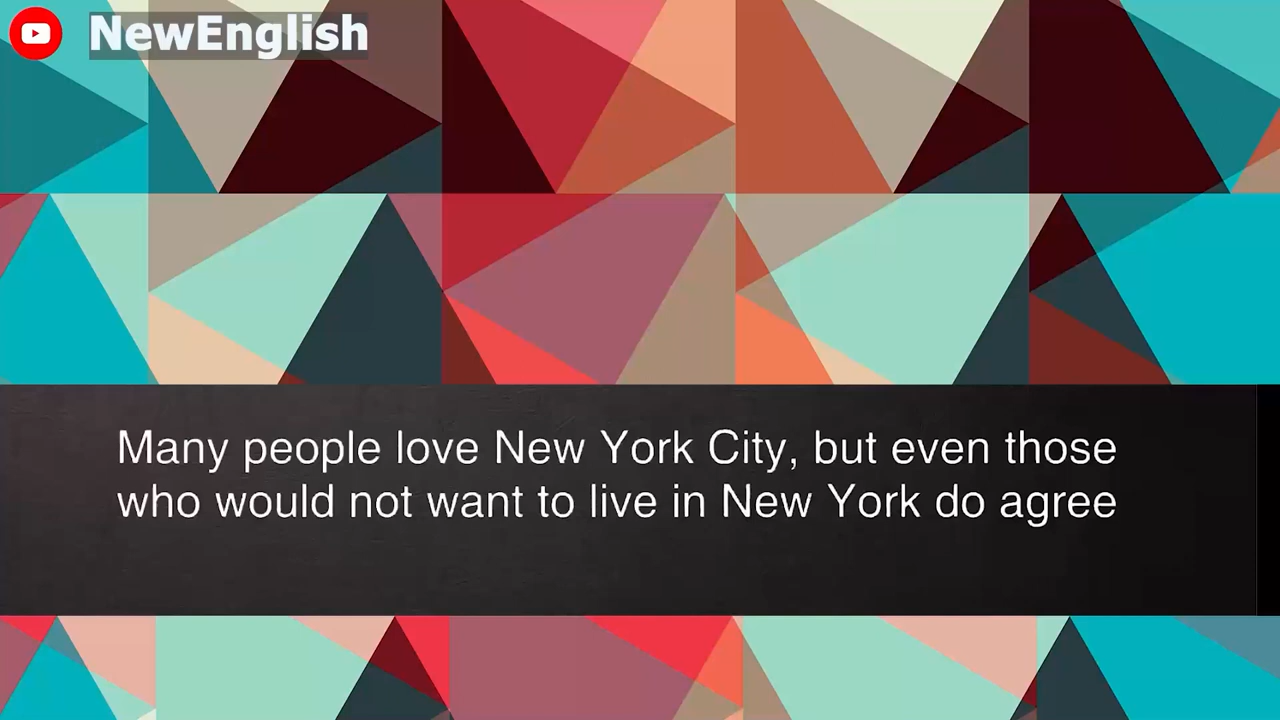 NewEnglish
Many people love New York City, but even those
who would not want to live in New York do agree